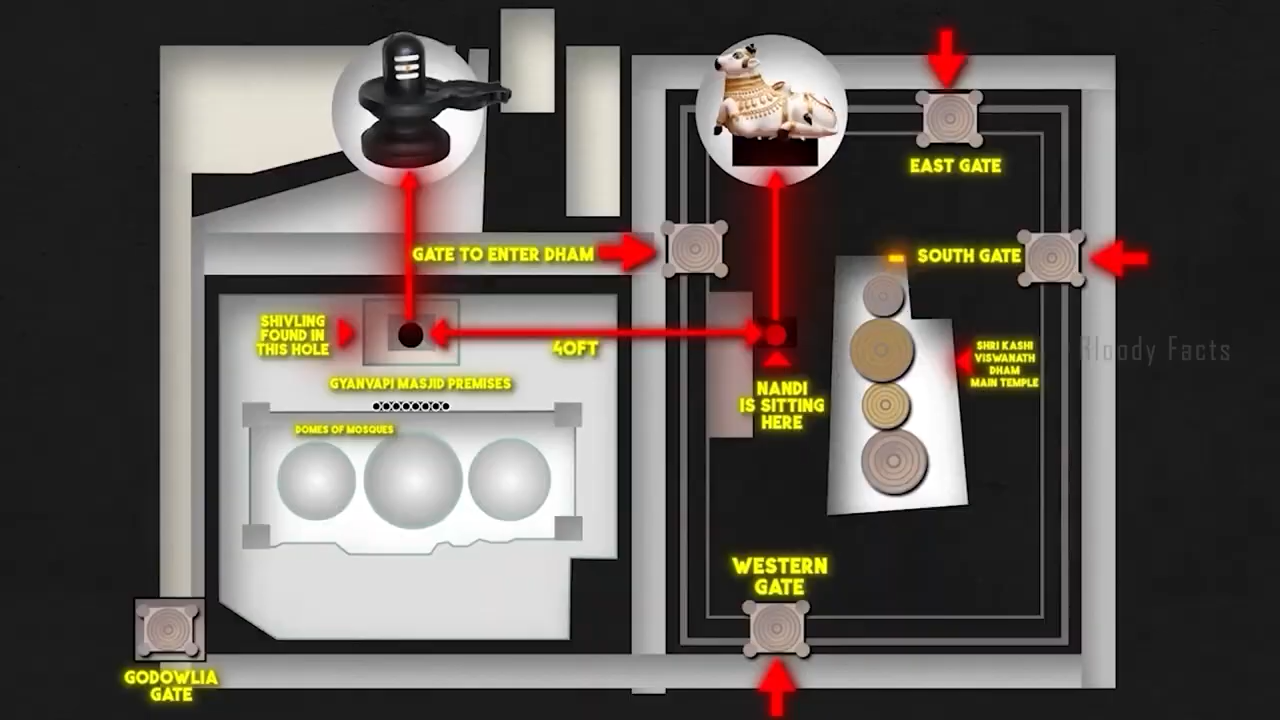 EAST GATE
GATE TO ENTER DHAM
SOUTH GATE
SHIVLING
FOUND IN
THIS HOLE
40FT
SHRI KASHI
VISWANATH
DHAM
MAIN TEMPLE
Bloody Facts
GYANVAPI MASJID PREMISES
NANDI
IS SITTING
HERE
DOMES OF MOSQUES
WESTERN
GATE
GODOWLIA
GATE